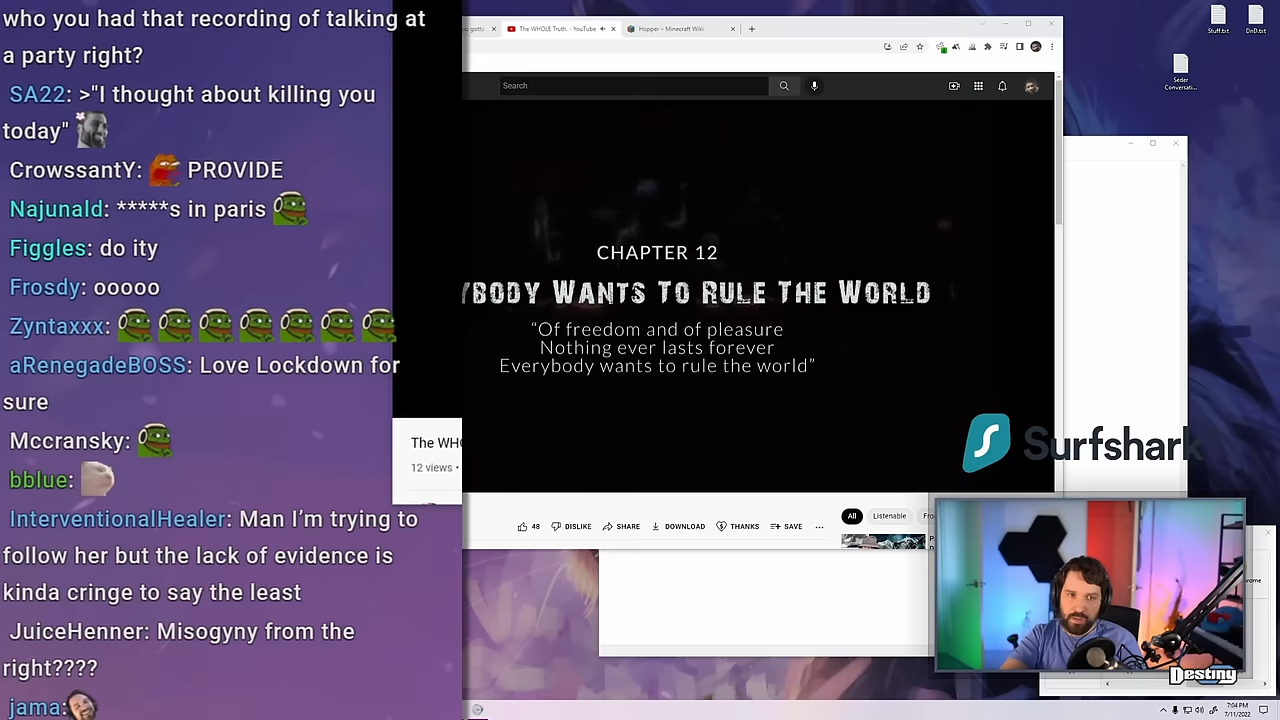 who you had that recording of talking at
a party right?
SA22: >"I thought about killing you
today"
CrowssantY: PROVIDE
Najunald: *****s in paris
Figgles: do ity
Frosdy: ooooo
Zyntaxxx:
aRenegadeBOSS: Love Lockdown for
sure
Mccransky:
bblue:
InterventionalHealer: Man I’m trying to
follow her but the lack of evidence is
kinda cringe to say the least
JuiceHenner: Misogyny from the
right????
jama:
The WHOLE Truth. - YouTube
Hopper – Minecraft Wiki
Search
CHAPTER 12
YBODY WANTS TO RULE THE WORLD
“Of freedom and of pleasure
Nothing ever lasts forever
Everybody wants to rule the world”
The WHO
12 views •
48 DISLIKE SHARE DOWNLOAD THANKS SAVE
All Listenable Fro
Surfshark
Stuff.txt
DnD.txt
Seder
Conversati...
Destiny
7:04 PM
7/11/2022